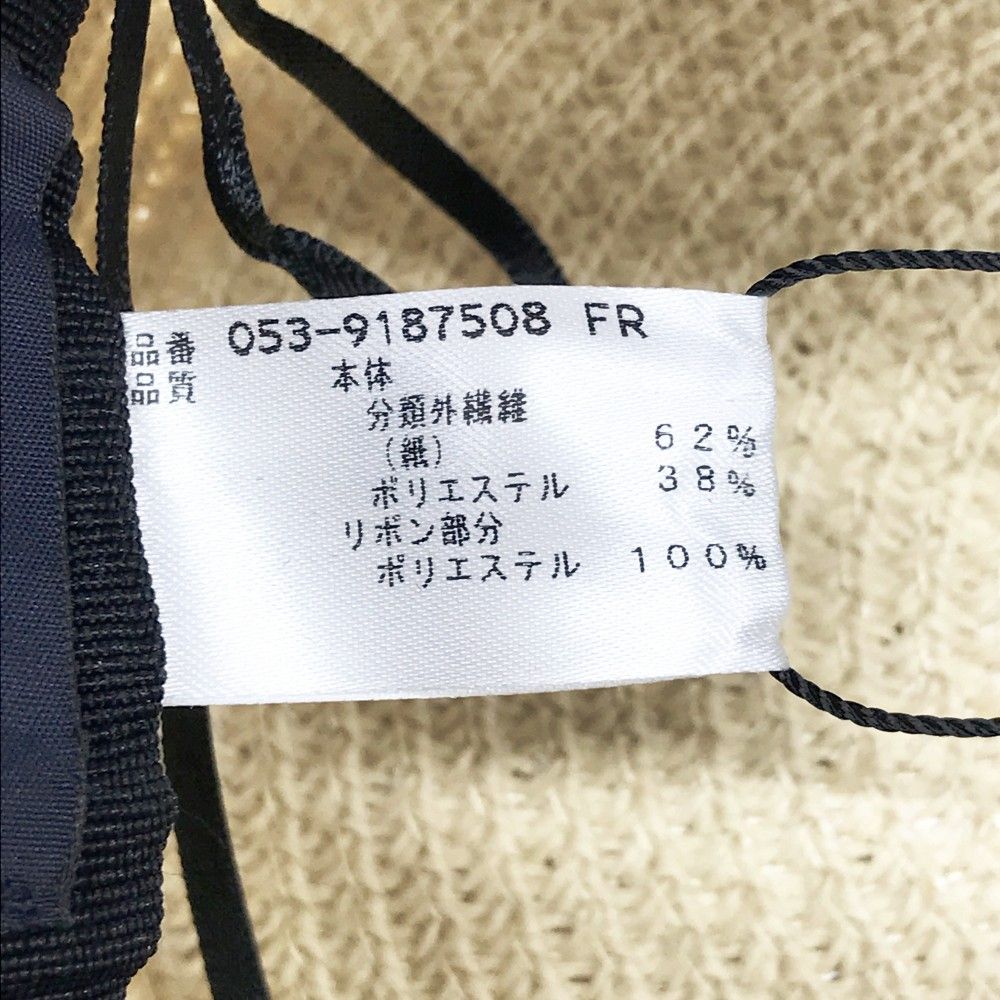 品番 053-9187508 FR
品質 本体
分類外繊維
(紙) 62%
ポリエステル 38%
リボン部分
ポリエステル 100%